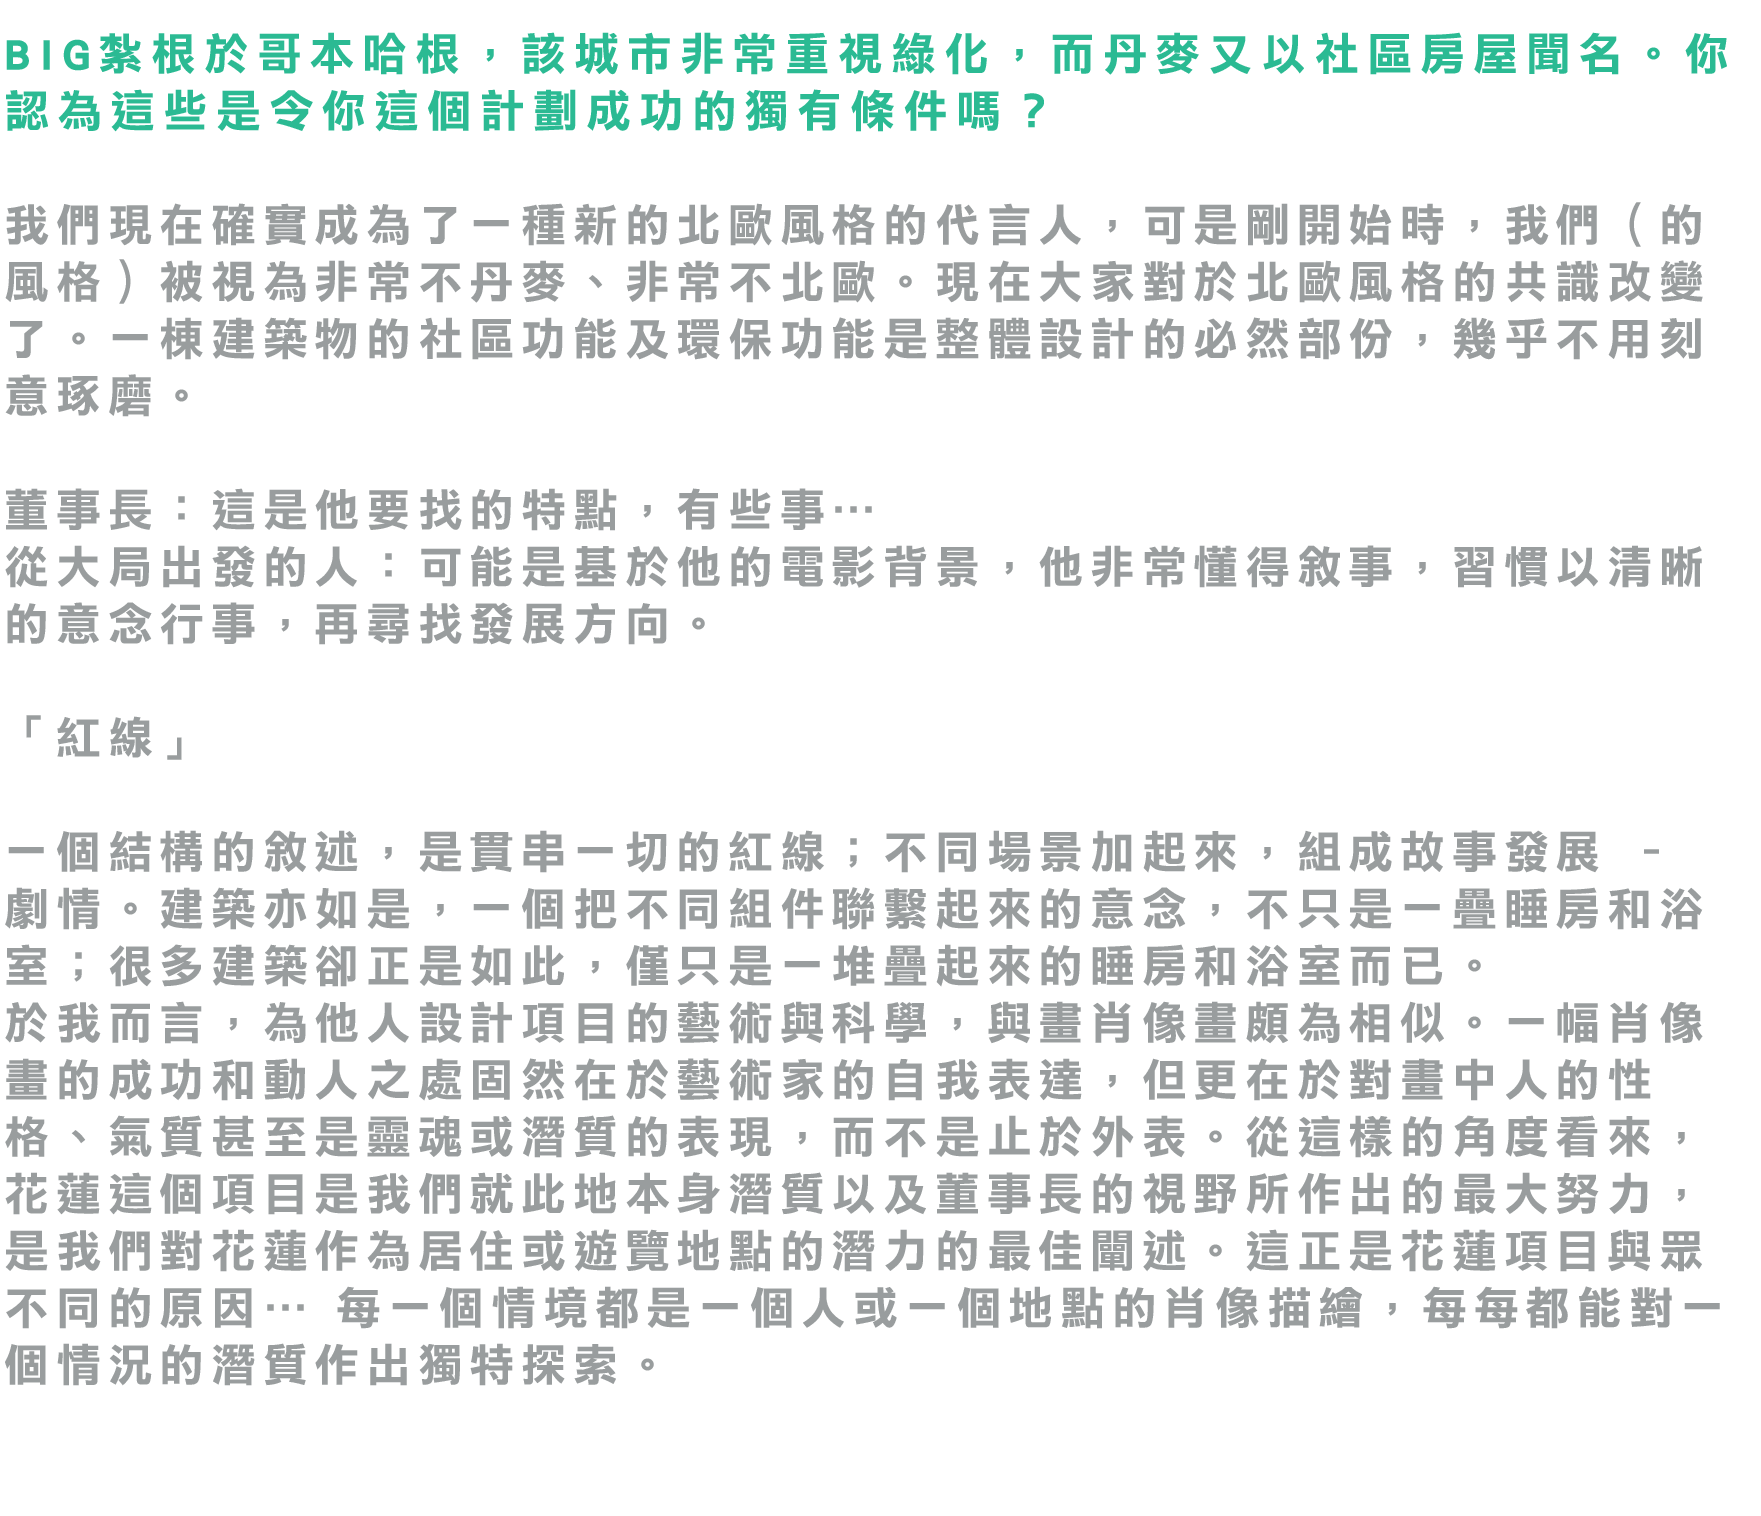 BIG紮根於哥本哈根，該城市非常重視綠化，而丹麥又以社區房屋聞名。你
認為這些是令你這個計劃成功的獨有條件嗎？
我們現在確實成為了一種新的北歐風格的代言人，可是剛開始時，我們（的
風格）被視為非常不丹麥、非常不北歐。現在大家對於北歐風格的共識改變
了。一棟建築物的社區功能及環保功能是整體設計的必然部份，幾乎不用刻
意琢磨。
董事長：這是他要找的特點，有些事…
從大局出發的人：可能是基於他的電影背景，他非常懂得敘事，習慣以清晰
的意念行事，再尋找發展方向。
「紅線」
一個結構的敘述，是貫串一切的紅線；不同場景加起來，組成故事發展 -
劇情。建築亦如是，一個把不同組件聯繫起來的意念，不只是一疊睡房和浴
室；很多建築卻正是如此，僅只是一堆疊起來的睡房和浴室而已。
於我而言，為他人設計項目的藝術與科學，與畫肖像畫頗為相似。一幅肖像
畫的成功和動人之處固然在於藝術家的自我表達，但更在於對畫中人的性
格、氣質甚至是靈魂或潛質的表現，而不是止於外表。從這樣的角度看來，
花蓮這個項目是我們就此地本身潛質以及董事長的視野所作出的最大努力，
是我們對花蓮作為居住或遊覽地點的潛力的最佳闡述。這正是花蓮項目與眾
不同的原因… 每一個情境都是一個人或一個地點的肖像描繪，每每都能對一
個情況的潛質作出獨特探索。